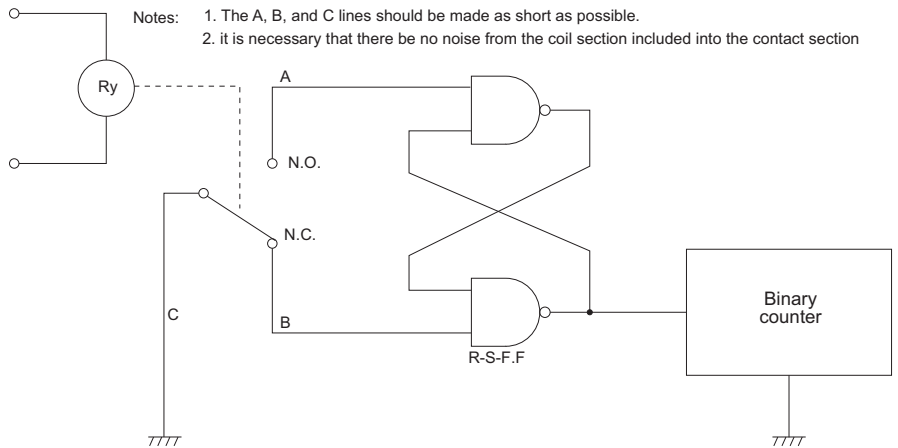 Notes: 1. The A, B, and C lines should be made as short as possible.
2. it is necessary that there be no noise from the coil section included into the contact section
Ry
A
N.O.
N.C.
C
B
R-S-F.F
Binary
counter